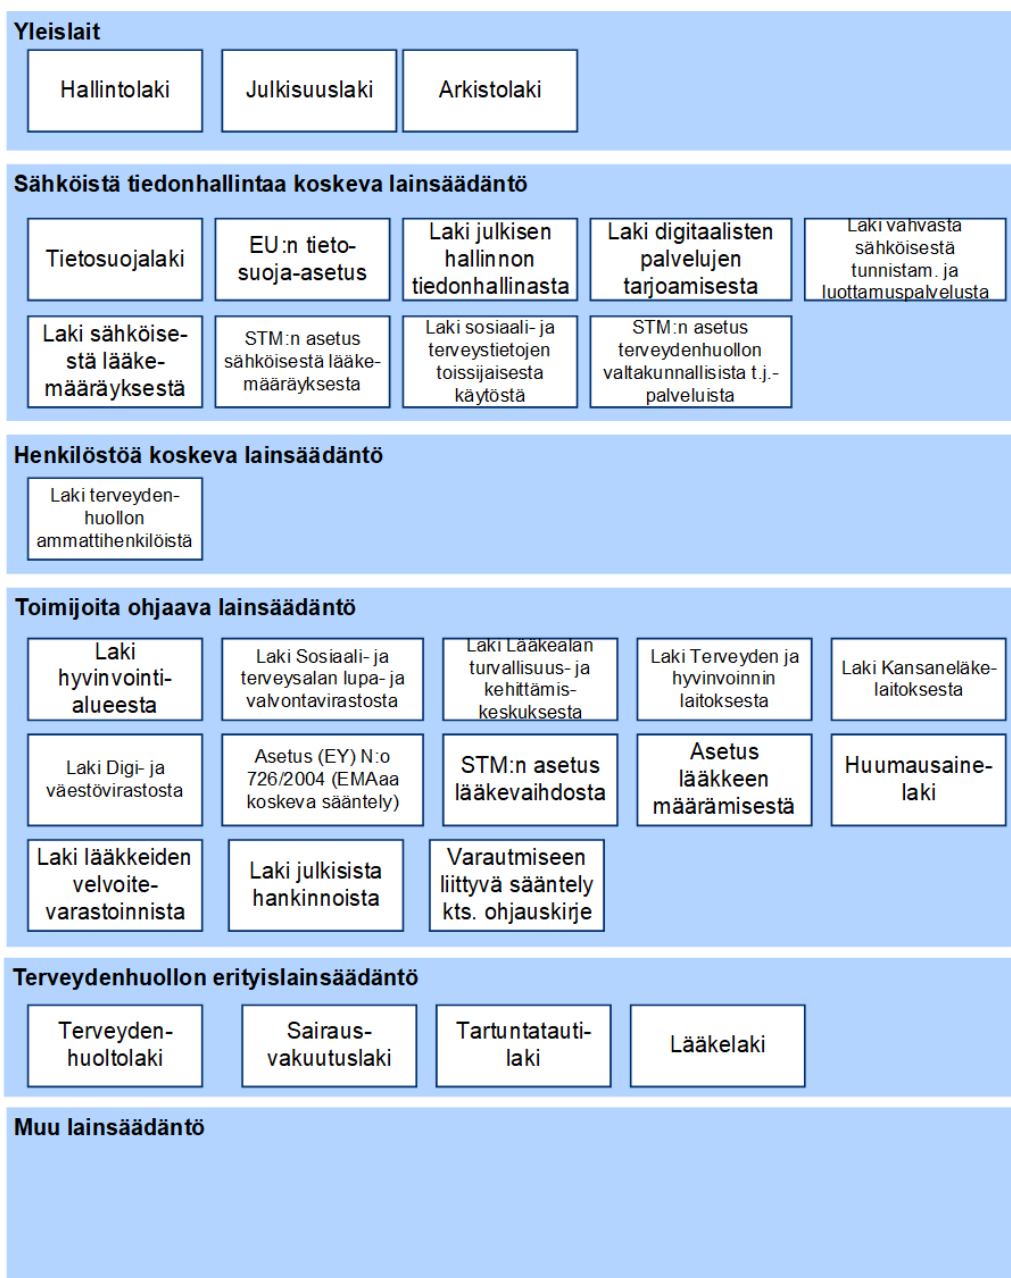 Yleislait
Hallintolaki
Julkisuuslaki
Arkistolaki
Sähköistä tiedonhallintaa koskeva lainsäädäntö
Tietosuojalaki
EU:n tieto-
suoja-asetus
Laki julkisen
hallinnon
tiedonhallinasta
Laki digitaalisten
palvelujen
tarjoamisesta
Laki vahvasta
sähköisestä
tunnistam. ja
luottamuspalvelusta
Laki sähköise-
stä lääke-
määräyksestä
STM:n asetus
sähköisestä lääke-
määräyksesta
Laki sosiaali- ja
terveystietojen
toissijaisesta
käytöstä
STM:n asetus
terveydenhuollon
valtakunnallisista t.j.-
palveluista
Henkilöstöä koskeva lainsäädäntö
Laki terveyden-
huollon
ammattihenkilöistä
Toimijoita ohjaava lainsäädäntö
Laki
hyvinvointi-
alueesta
Laki Sosiaali- ja
terveysalan lupa- ja
valvontavirastosta
Laki Lääkealan
turvallisuus- ja
kehittämis-
keskuksesta
Laki Terveyden ja
hyvinvoinnin
laitoksesta
Laki Kansaneläke-
laitoksesta
Laki Digi- ja
väestövirastosta
Asetus (EY) N:o
726/2004 (EMAaa
koskeva sääntely)
STM:n asetus
lääkevaihdosta
Asetus
lääkkeen
määrämisestä
Huumausaine-
laki
Laki lääkkeiden
velvoite-
varastoinnista
Laki julkisista
hankinnoista
Varautmiseen
liittyvä sääntely
kts. ohjauskirje
Terveydenhuollon erityislainsäädäntö
Terveyden-
huoltolaki
Sairaus-
vakuutuslaki
Tartuntatauti-
laki
Lääkelaki
Muu lainsäädäntö